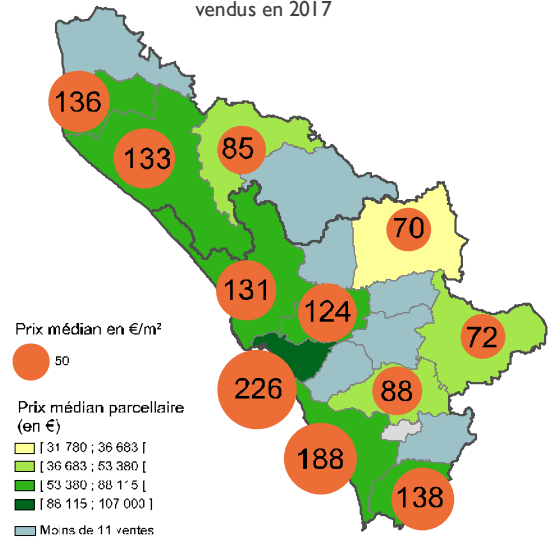 vendus en 2017
136
133
85
70
131
124
72
226
88
188
138
Prix médian en €/m²
50
Prix médian parcellaire
(en €)
[ 31 780 ; 36 683 [
[ 36 683 ; 53 380 [
[ 53 380 ; 88 115 [
[ 88 115 ; 107 000 ]
Moins de 11 ventes